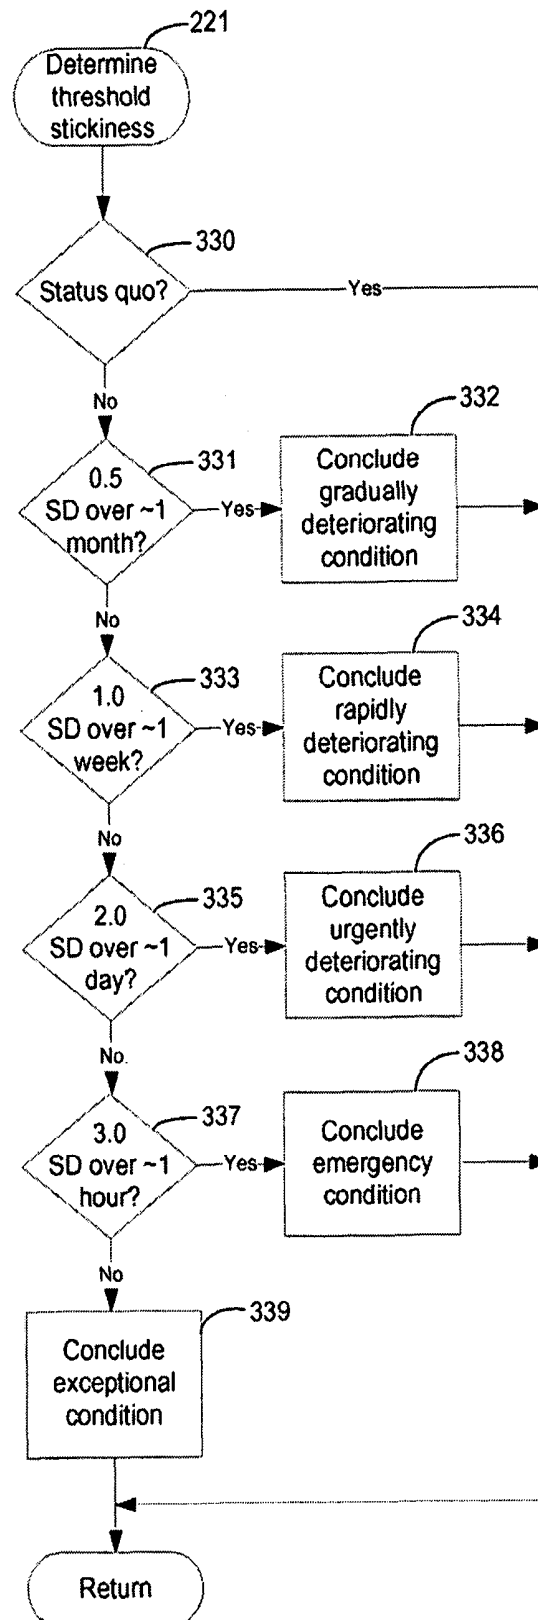 221
Determine
threshold
stickiness
330
Status quo?
Yes
No
332
331
0.5
SD over ~1
month?
Yes
Conclude
gradually
deteriorating
condition
No
334
333
1.0
SD over ~1
week?
Yes
Conclude
rapidly
deteriorating
condition
No
336
335
2.0
SD over ~1
day?
Yes
Conclude
urgently
deteriorating
condition
No
338
337
3.0
SD over ~1
hour?
Yes
Conclude
emergency
condition
No
339
Conclude
exceptional
condition
Return